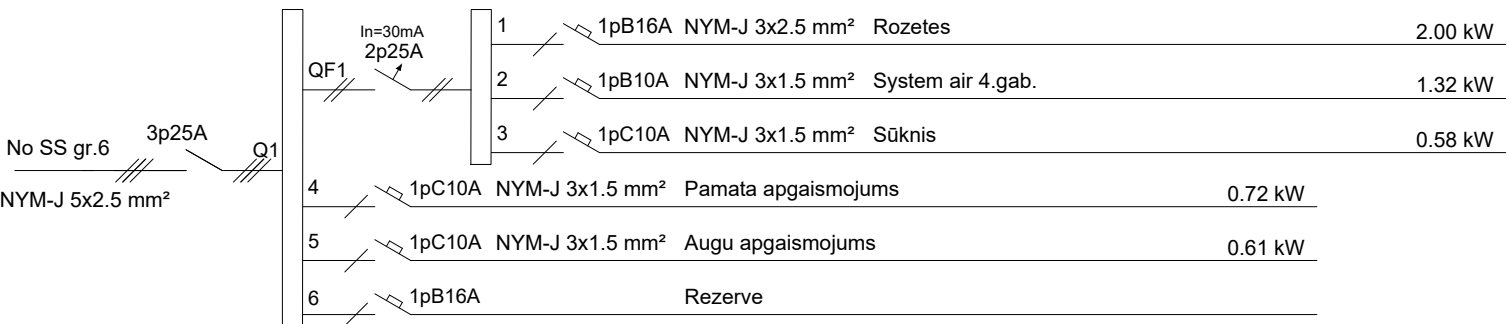 1 1pB16A NYM-J 3x2.5 mm² Rozetes 2.00 kW
In=30mA
2p25A
QF1
2 1pB10A NYM-J 3x1.5 mm² System air 4.gab. 1.32 kW
3 1pC10A NYM-J 3x1.5 mm² Sūknis 0.58 kW
No SS gr.6 3p25A Q1
NYM-J 5x2.5 mm²
4 1pC10A NYM-J 3x1.5 mm² Pamata apgaismojums 0.72 kW
5 1pC10A NYM-J 3x1.5 mm² Augu apgaismojums 0.61 kW
6 1pB16A Rezerve